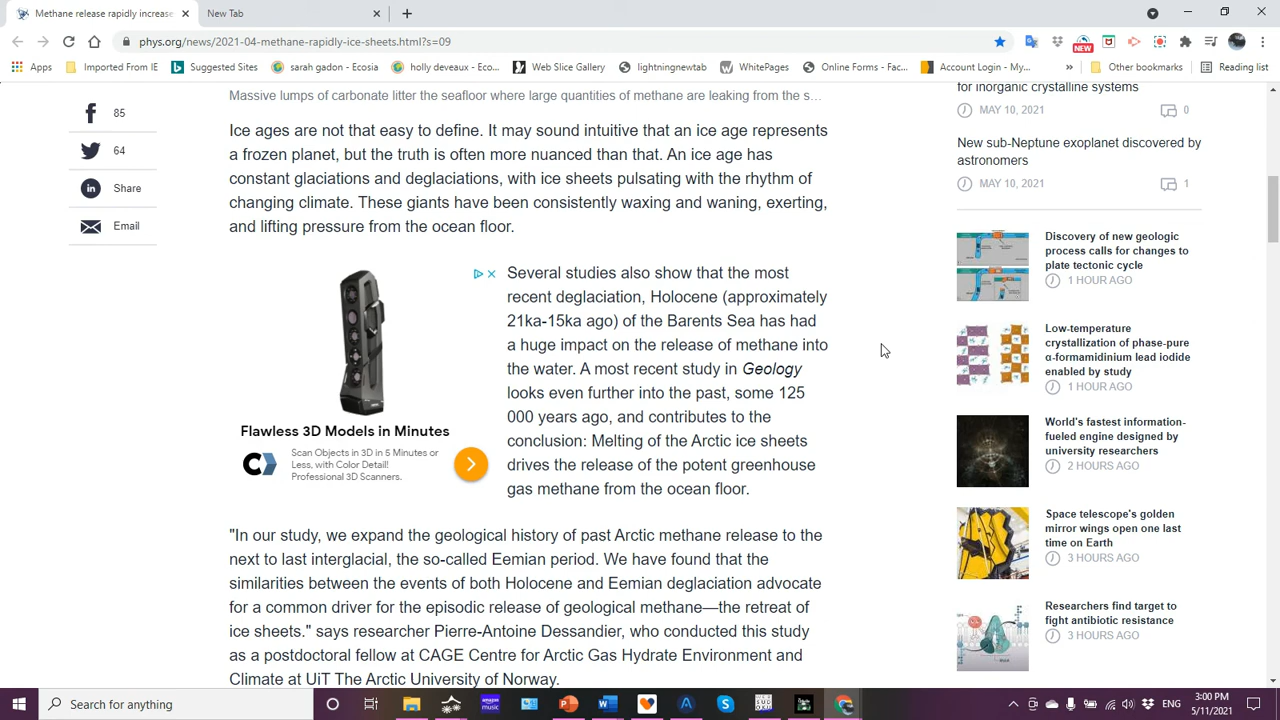 Methane release rapidly increase
New Tab
phys.org/news/2021-04-methane-rapidly-ice-sheets.html?s=09
NEW
Apps
Imported From IE
Suggested Sites
sarah gadon - Ecosia
holly deveaux - Eco...
Web Slice Gallery
lightningnewtab
WhitePages
Online Forms - Fac...
Account Login - My...
»
Other bookmarks
Reading list
85
64
Share
Email
Massive lumps of carbonate litter the seafloor where large quantities of methane are leaking from the s…
Ice ages are not that easy to define. It may sound intuitive that an ice age represents
a frozen planet, but the truth is often more nuanced than that. An ice age has
constant glaciations and deglaciations, with ice sheets pulsating with the rhythm of
changing climate. These giants have been consistently waxing and waning, exerting,
and lifting pressure from the ocean floor.
Flawless 3D Models in Minutes
Scan Objects in 3D in 5 Minutes or
Less, with Color Detail!
Professional 3D Scanners.
Several studies also show that the most
recent deglaciation, Holocene (approximately
21ka-15ka ago) of the Barents Sea has had
a huge impact on the release of methane into
the water. A most recent study in Geology
looks even further into the past, some 125
000 years ago, and contributes to the
conclusion: Melting of the Arctic ice sheets
drives the release of the potent greenhouse
gas methane from the ocean floor.
"In our study, we expand the geological history of past Arctic methane release to the
next to last interglacial, the so-called Eemian period. We have found that the
similarities between the events of both Holocene and Eemian deglaciation advocate
for a common driver for the episodic release of geological methane—the retreat of
ice sheets." says researcher Pierre-Antoine Dessandier, who conducted this study
as a postdoctoral fellow at CAGE Centre for Arctic Gas Hydrate Environment and
Climate at UiT The Arctic University of Norway.
for inorganic crystalline systems
MAY 10, 2021
0
New sub-Neptune exoplanet discovered by
astronomers
MAY 10, 2021
1
Discovery of new geologic
process calls for changes to
plate tectonic cycle
1 HOUR AGO
Low-temperature
crystallization of phase-pure
α-formamidinium lead iodide
enabled by study
1 HOUR AGO
World's fastest information-
fueled engine designed by
university researchers
2 HOURS AGO
Space telescope's golden
mirror wings open one last
time on Earth
3 HOURS AGO
Researchers find target to
fight antibiotic resistance
3 HOURS AGO
Search for anything
amazon
music
ENG
3:00 PM
5/11/2021